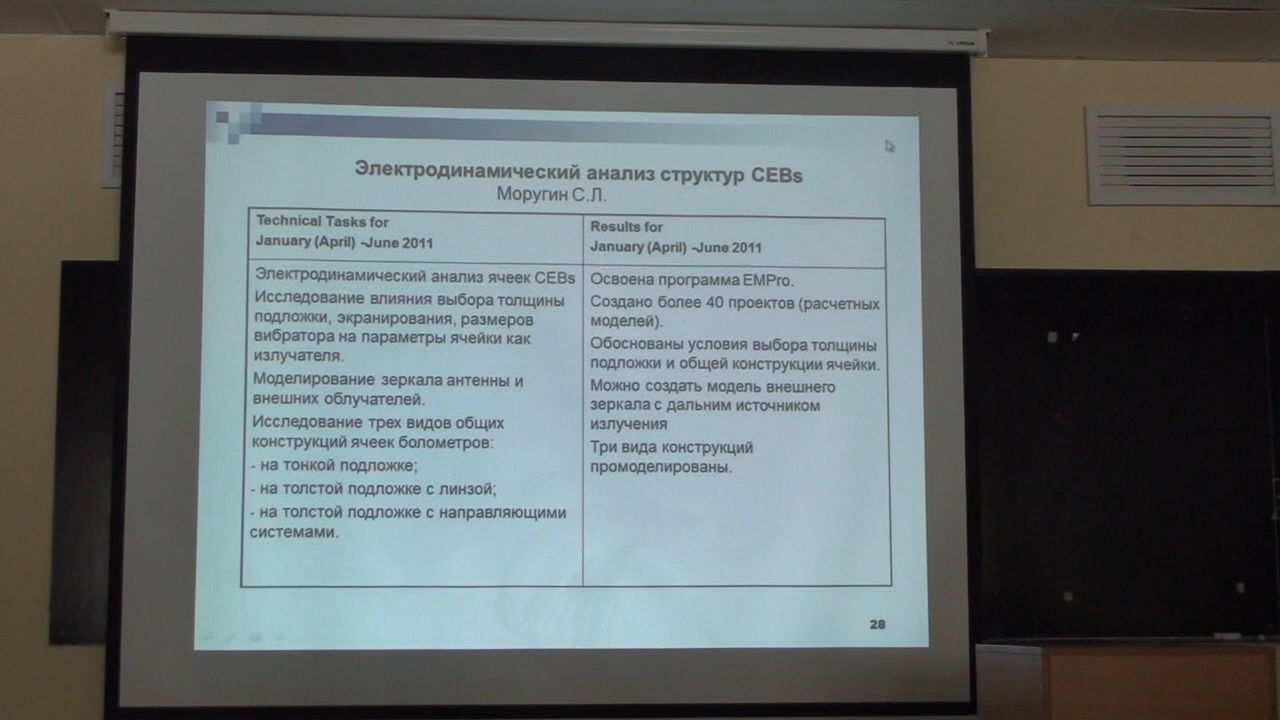 Электродинамический анализ структур CEBs
Моругин С.Л.
Technical Tasks for
January (April) -June 2011
Results for
January (April) -June 2011
Электродинамический анализ ячеек CEBs
Исследование влияния выбора толщины
подложки, экранирования, размеров
вибратора на параметры ячейки как
излучателя.
Моделирование зеркала антенны и
внешних облучателей.
Исследование трех видов общих
конструкций ячеек болометров:
- на тонкой подложке;
- на толстой подложке с линзой;
- на толстой подложке с направляющими
системами.
Освоена программа EMPro.
Создано более 40 проектов (расчетных
моделей).
Обоснованы условия выбора толщины
подложки и общей конструкции ячейки.
Можно создать модель внешнего
зеркала с дальним источником
излучения
Три вида конструкций
промоделированы.
28